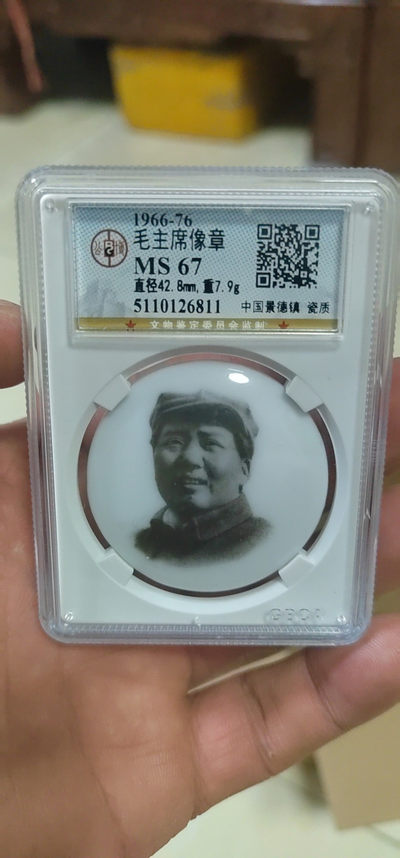 1966-76
毛主席像章
MS 67
直径42.8mm,重7.9g
5110126811
中国景德镇 瓷质
文物鉴定委员会监制
GBCA